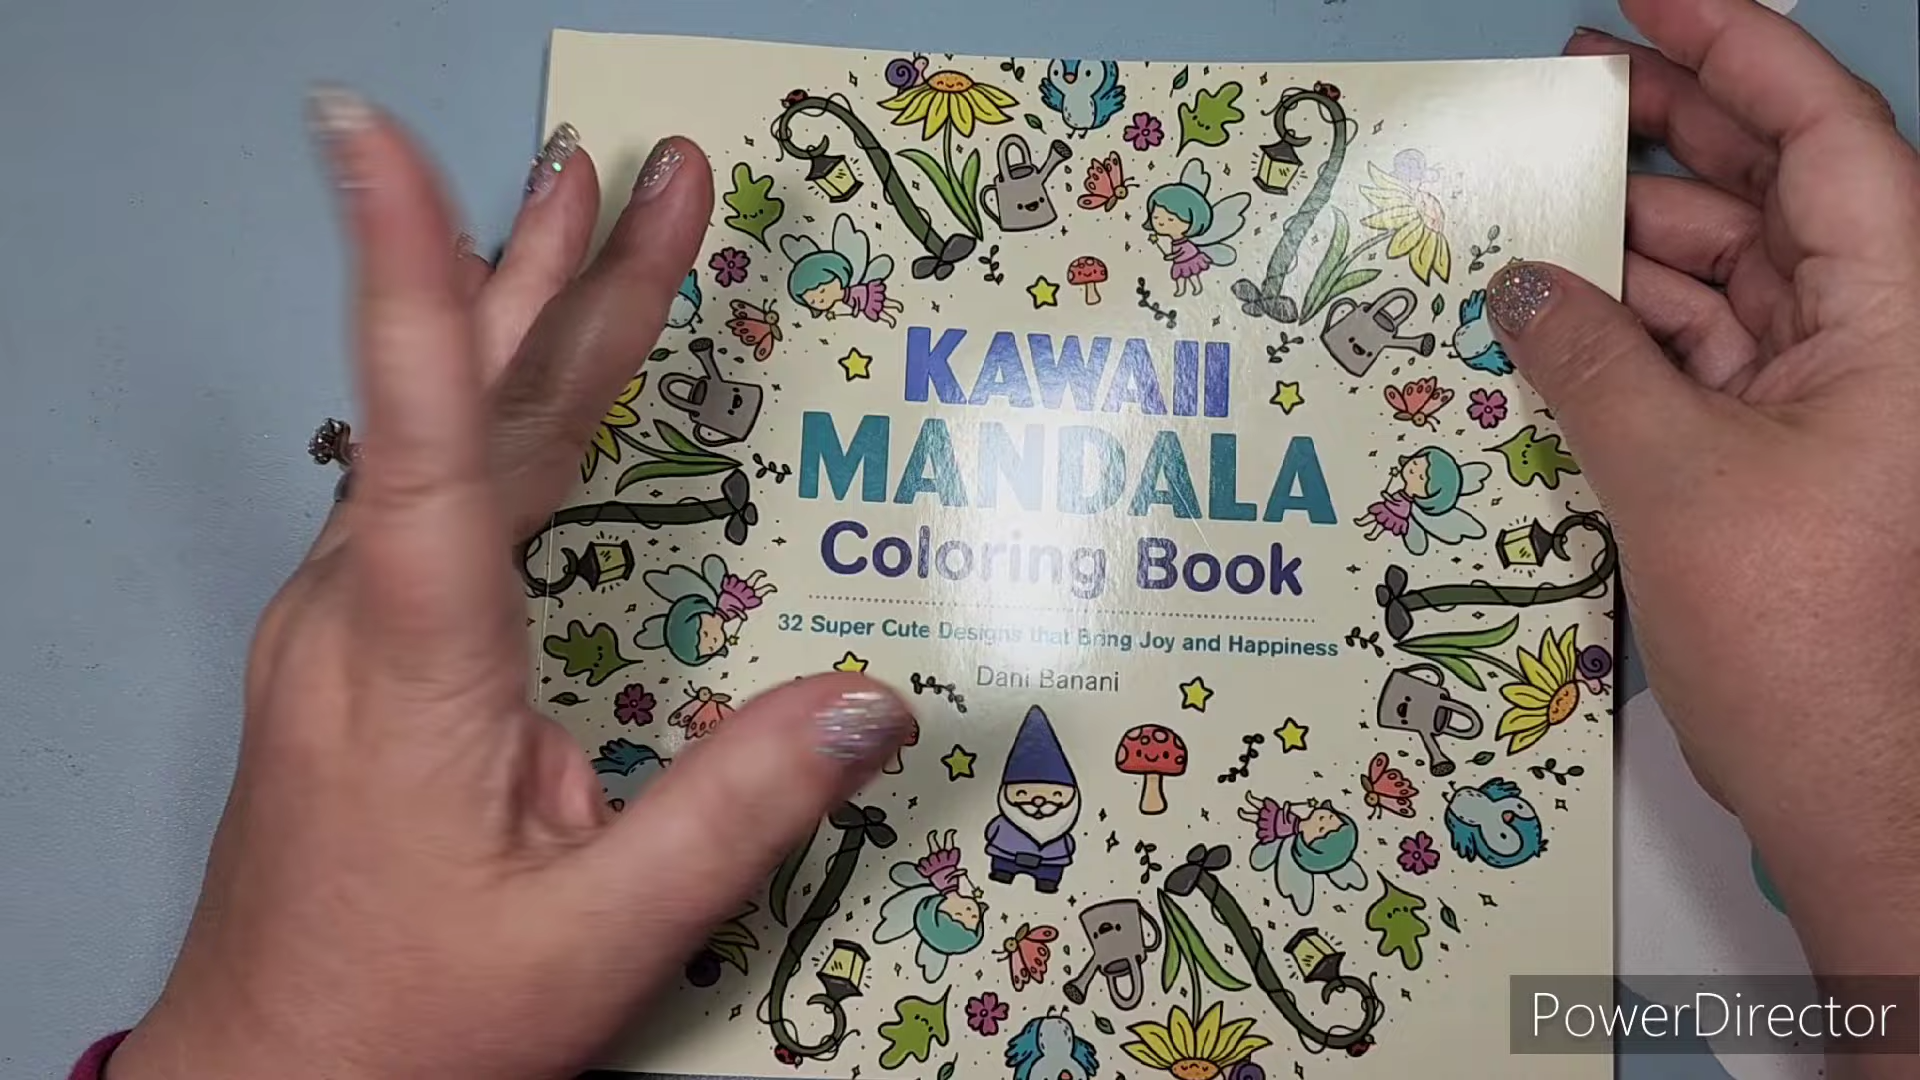 KAWAII
MANDALA
Coloring Book
32 Super Cute Designs that Bring Joy and Happiness
Dani Banani
PowerDirector